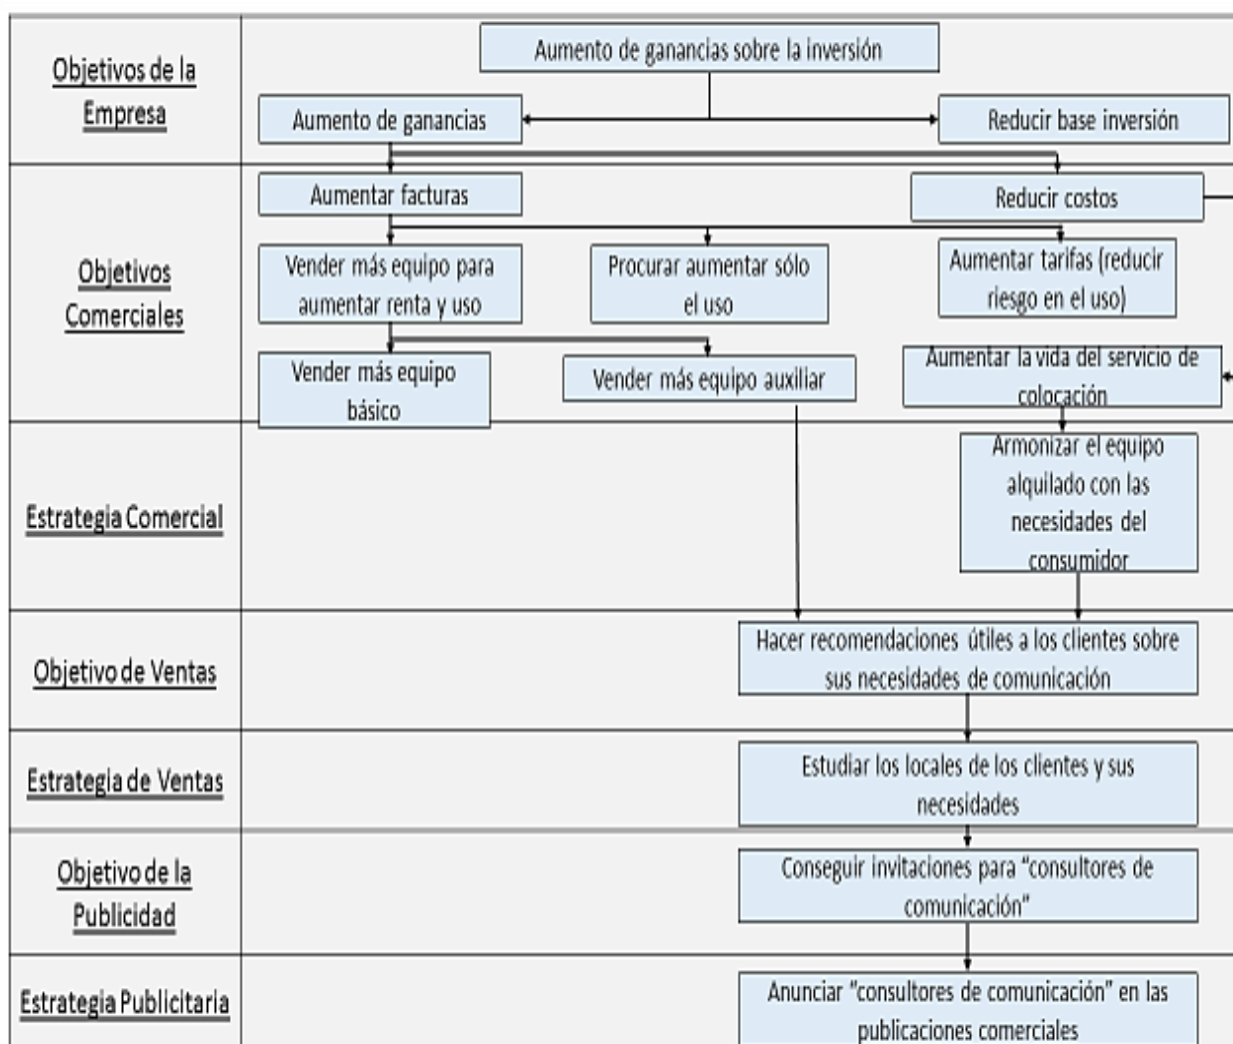 Objetivos de la
Empresa
Aumento de ganancias sobre la inversión
Aumento de ganancias
Reducir base inversión
Objetivos
Comerciales
Aumentar facturas
Reducir costos
Vender más equipo para
aumentar renta y uso
Procurar aumentar sólo
el uso
Aumentar tarifas (reducir
riesgo en el uso)
Vender más equipo
básico
Vender más equipo auxiliar
Aumentar la vida del servicio de
colocación
Estrategia Comercial
Armonizar el equipo
alquilado con las
necesidades del
consumidor
Objetivo de Ventas
Hacer recomendaciones útiles a los clientes sobre
sus necesidades de comunicación
Estrategia de Ventas
Estudiar los locales de los clientes y sus
necesidades
Objetivo de la
Publicidad
Conseguir invitaciones para “consultores de
comunicación”
Estrategia Publicitaria
Anunciar “consultores de comunicación” en las
publicaciones comerciales